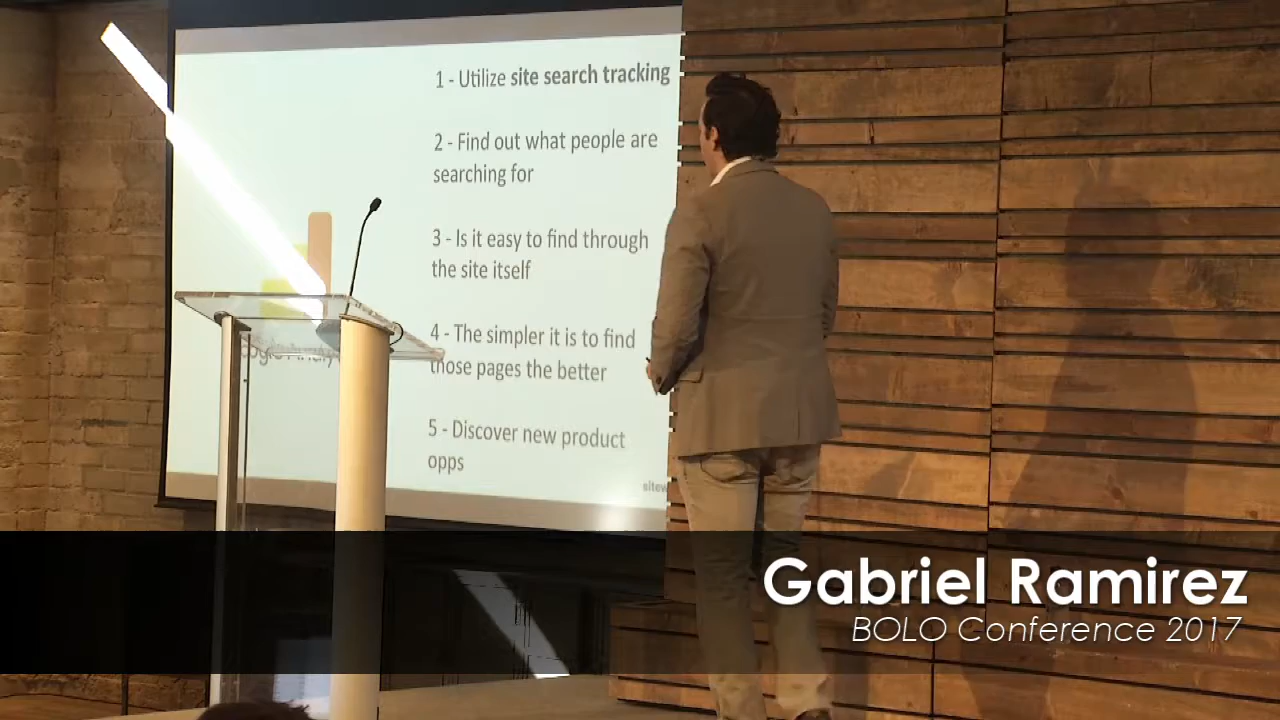 1 - Utilize site search tracking
2 - Find out what people are
searching for
3 - Is it easy to find through
the site itself
4 - The simpler it is to find
those pages the better
5 - Discover new product
opps
Gabriel Ramirez
BOLO Conference 2017